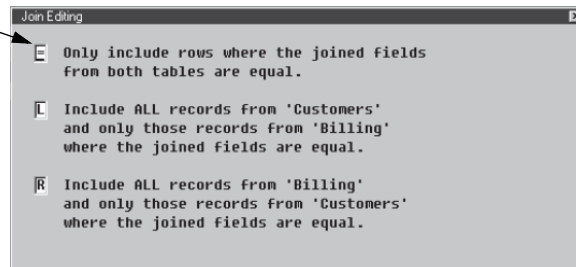 Join Editing
= Only include rows where the joined fields
from both tables are equal.
L Include ALL records from 'Customers'
and only those records from 'Billing'
where the joined fields are equal.
R Include ALL records from 'Billing'
and only those records from 'Customers'
where the joined fields are equal.